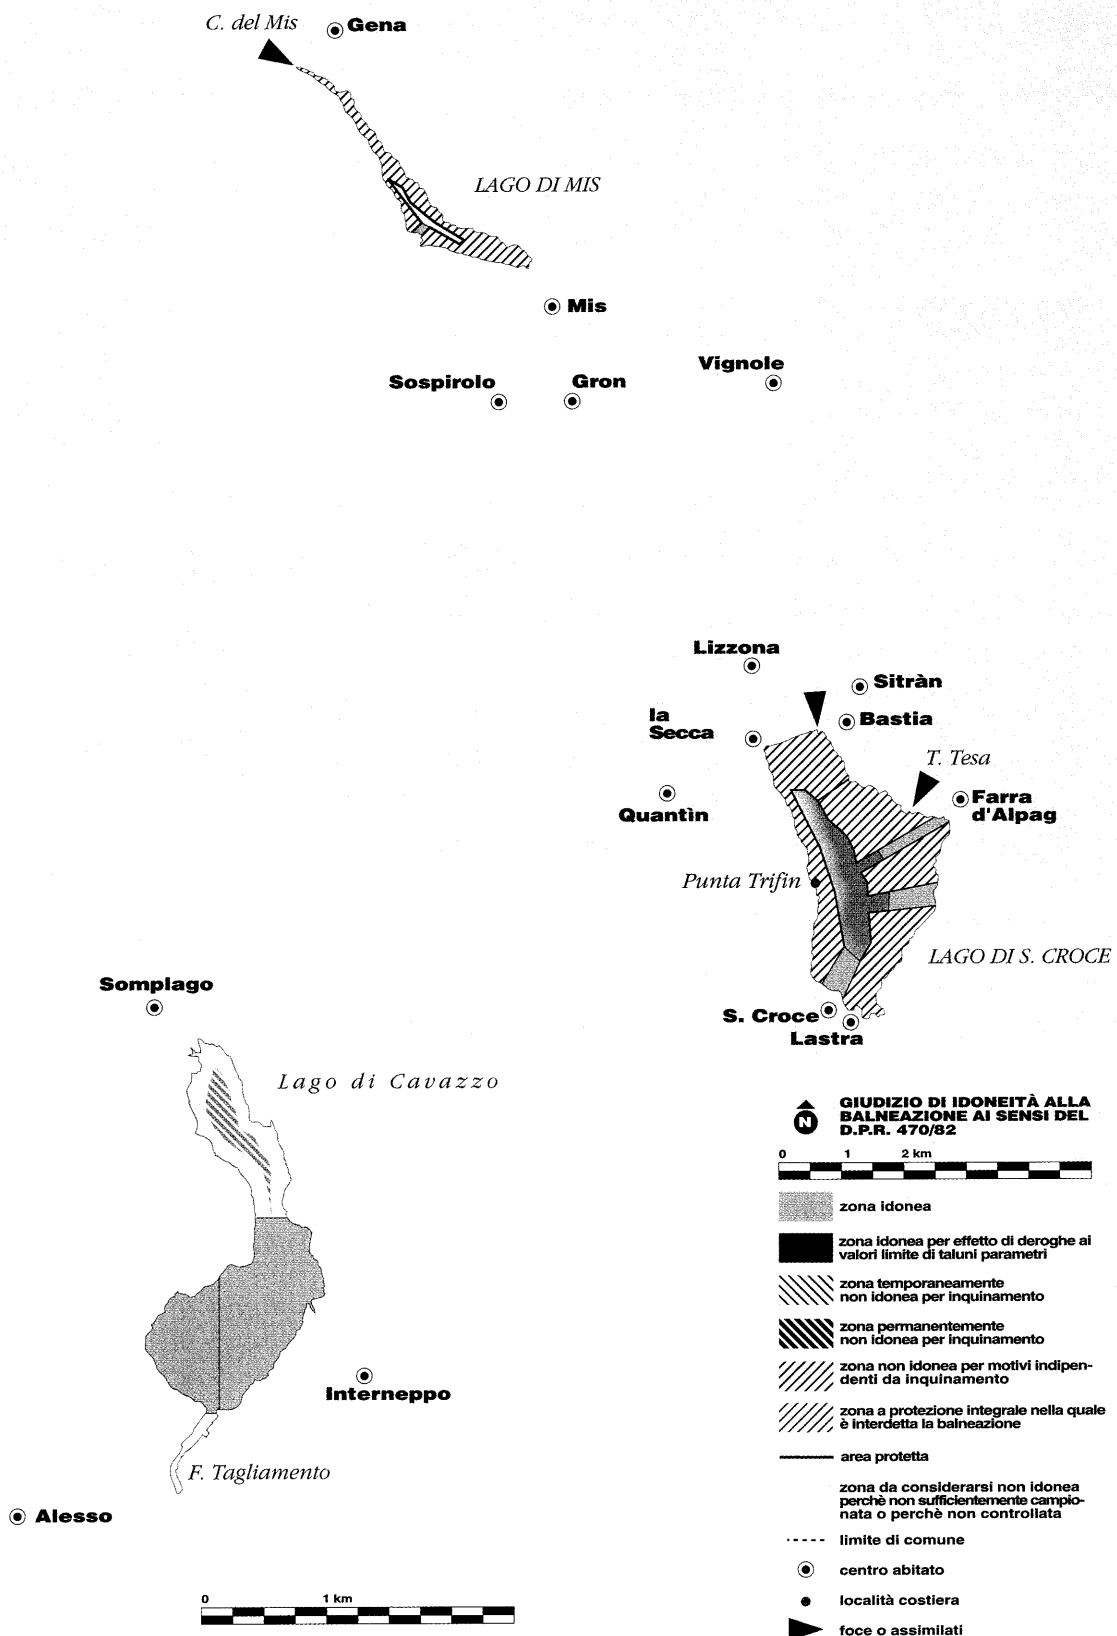 C. del Mis
Gena
LAGO DI MIS
Mis
Vignole
Sospirolo
Gron
Lizzona
Sitràn
la
Secca
Bastia
T. Tesa
Quantìn
Farra
d'Alpag
Punta Trifin
LAGO DI S. CROCE
Somplago
S. Croce
Lastra
Lago di Cavazzo
N
GIUDIZIO DI IDONEITÀ ALLA
BALNEAZIONE AI SENSI DEL
D.P.R. 470/82
0 1 2 km
zona idonea
zona idonea per effetto di deroghe ai
valori limite di taluni parametri
zona temporaneamente
non idonea per inquinamento
zona permanentemente
non idonea per inquinamento
zona non idonea per motivi indipen-
denti da inquinamento
zona a protezione integrale nella quale
è interdetta la balneazione
area protetta
zona da considerarsi non idonea
perchè non sufficientemente campio-
nata o perchè non controllata
limite di comune
centro abitato
località costiera
foce o assimilati
Interneppo
F. Tagliamento
Alesso
0 1 km